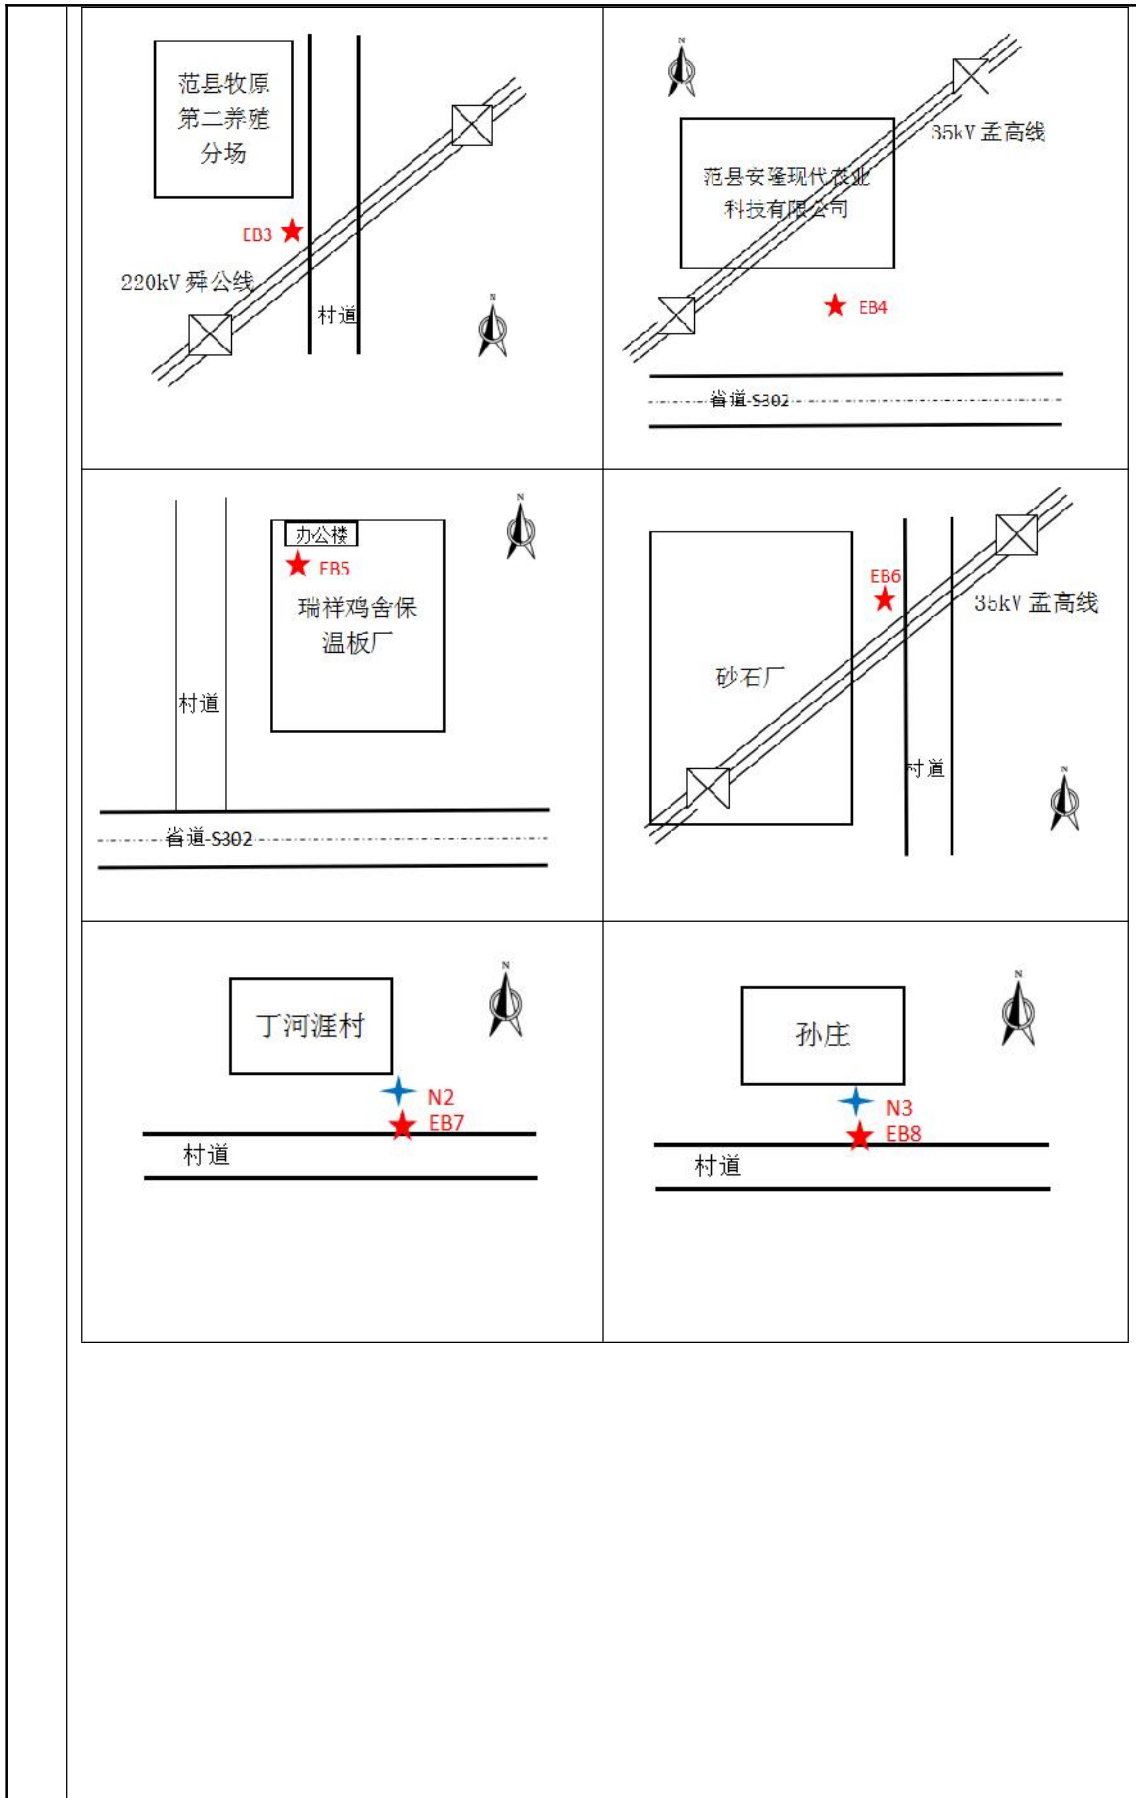 范县牧原
第二养殖
分场
EB3
220kV 舜公线
村道
N
N
35kV 孟高线
范县安隆现代农业
科技有限公司
EB4
省道 S302
N
办公楼
EB5
瑞祥鸡舍保
温板厂
村道
省道 S302
EB6
35kV 孟高线
砂石厂
村道
N
丁河涯村
N
N2
EB7
村道
孙庄
N
N3
EB8
村道